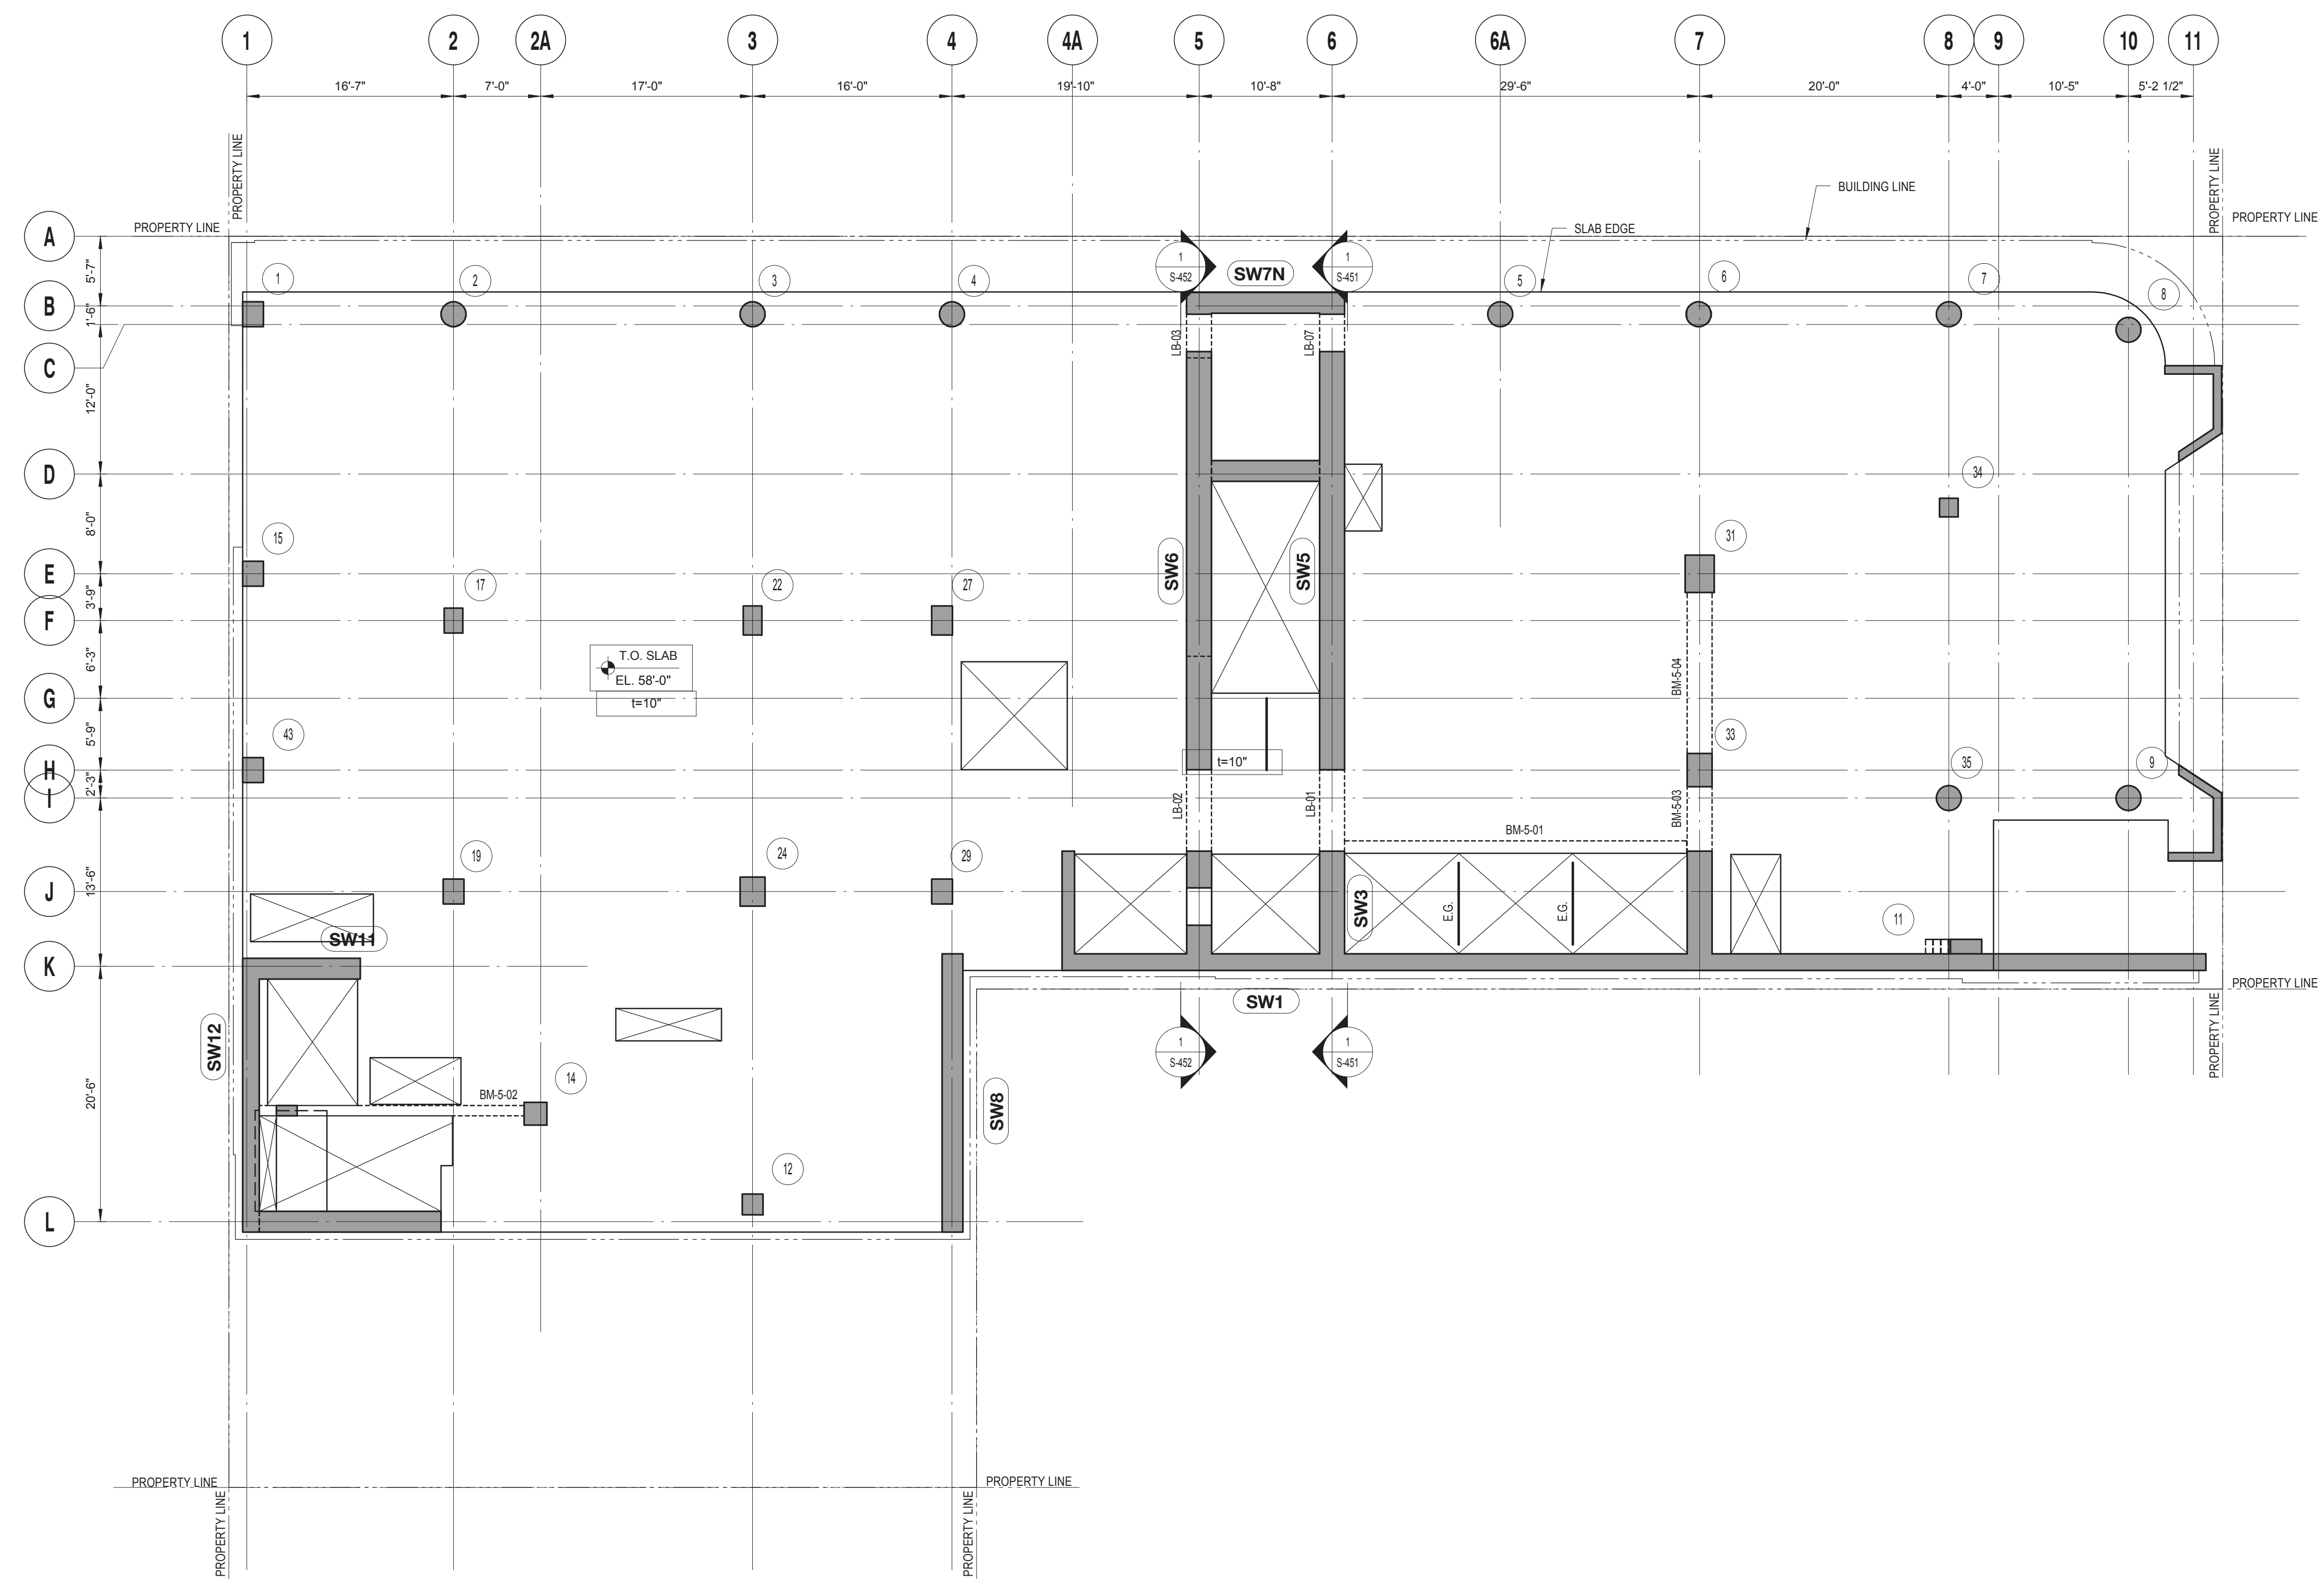 1 2 2A 3 4 4A 5 6 6A 7 8 9 10 11
16'-7" 7'-0" 17'-0" 16'-0" 19'-10" 10'-8" 29'-6" 20'-0" 4'-0" 10'-5" 5'-2 1/2"
PROPERTY LINE
PROPERTY LINE
BUILDING LINE
PROPERTY LINE
PROPERTY LINE
SLAB EDGE
A
5'-7"
1
S-452
SW7N
1
S-451
1 2 3 4 5 6 7 8
B
1'-6"
C
LB-03
LB-07
12'-0"
D
34
8'-0"
15
31
E
SW6
SW5
3'-9"
17 22 27
F
T.O. SLAB
EL. 58'-0"
t=10"
6'-3"
BM-5-04
G
5'-9"
43
33
H
t=10"
35
9
2'-3"
I
LB-02
LB-01
BM-5-03
BM-5-01
13'-6"
19 24 29
J
SW3
E.G.
E.G.
11
SW11
K
PROPERTY LINE
SW1
PROPERTY LINE
SW12
1
S-452
1
S-451
20'-6"
14
BM-5-02
SW8
12
L
PROPERTY LINE
PROPERTY LINE
PROPERTY LINE
PROPERTY LINE